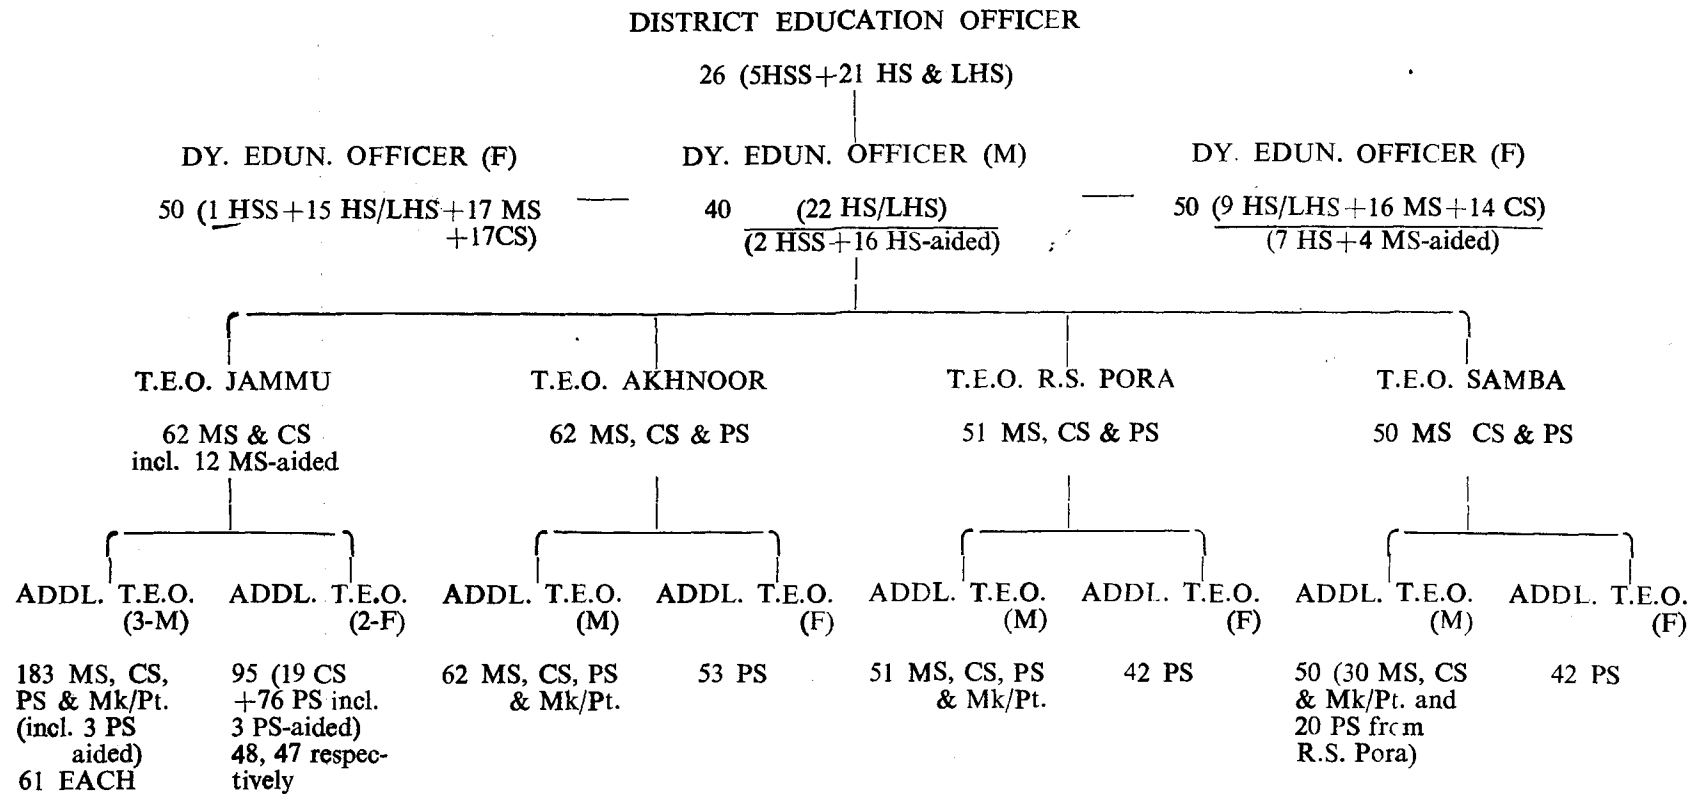 DISTRICT EDUCATION OFFICER
26 (5HSS+21 HS & LHS)
DY. EDUN. OFFICER (F)
50 (1 HSS+15 HS/LHS+17 MS
+17CS)
DY. EDUN. OFFICER (M)
40 (22 HS/LHS)
(2 HSS+16 HS-aided)
DY. EDUN. OFFICER (F)
50 (9 HS/LHS+16 MS+14 CS)
(7 HS+4 MS-aided)
T.E.O. JAMMU
62 MS & CS
incl. 12 MS-aided
T.E.O. AKHNOOR
62 MS, CS & PS
T.E.O. R.S. PORA
51 MS, CS & PS
T.E.O. SAMBA
50 MS CS & PS
ADDL. T.E.O.
(3-M)
183 MS, CS,
PS & Mk/Pt.
(incl. 3 PS
aided)
61 EACH
ADDL. T.E.O.
(2-F)
95 (19 CS
+76 PS incl.
3 PS-aided)
48, 47 respec-
tively
ADDL. T.E.O.
(M)
62 MS, CS, PS
& Mk/Pt.
ADDL. T.E.O.
(F)
53 PS
ADDL. T.E.O.
(M)
51 MS, CS, PS
& Mk/Pt.
ADDL. T.E.O.
(F)
42 PS
ADDL. T.E.O.
(M)
50 (30 MS, CS
& Mk/Pt. and
20 PS from
R.S. Pora)
ADDL. T.E.O.
(F)
42 PS